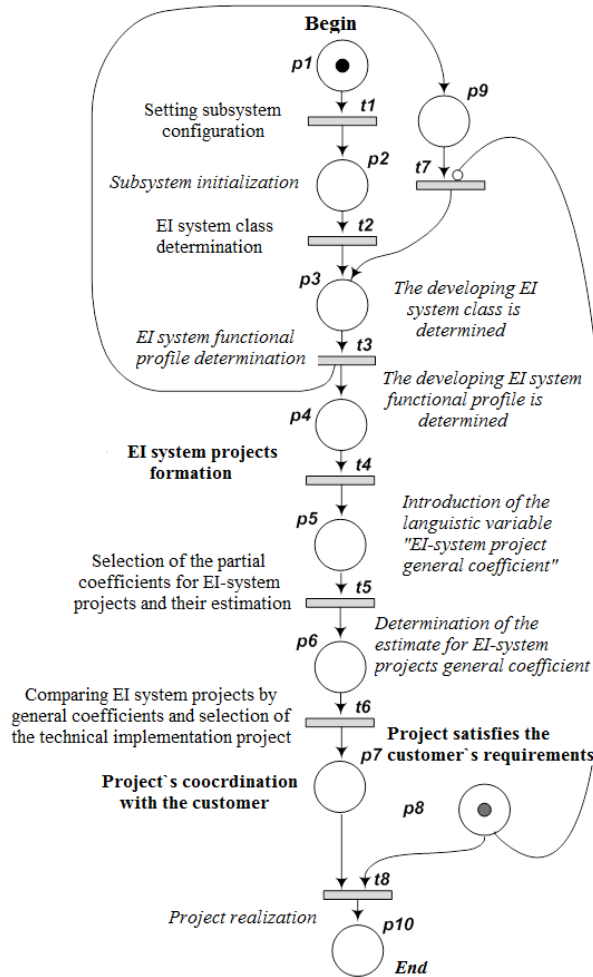 Begin
p1
p9
t1
Setting subsystem
configuration
p2
t7
Subsystem initialization
EI system class
determination
t2
p3
The developing EI
system class is
determined
EI system functional
profile determination
t3
The developing EI system
functional profile is
determined
p4
EI system projects
formation
t4
p5
Introduction of the
languistic variable
"EI-system project
general coefficient"
Selection of the partial
coefficients for EI-system
projects and their estimation
t5
p6
Determination of the
estimate for EI-system
projects general coefficient
Comparing EI system projects by
general coefficients and selection of
the technical implementation project
t6
Project satisfies the
customer`s requirements
p7
Project`s coocrdination
with the customer
p8
t8
Project realization
p10
End